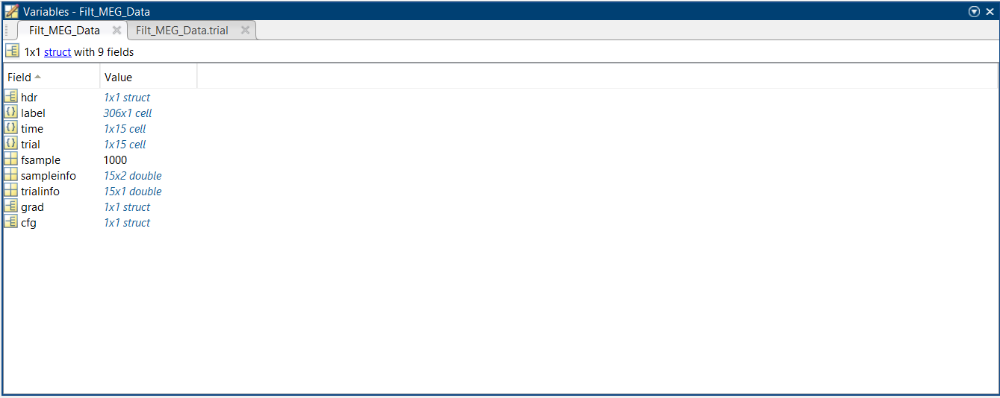 Variables - Filt_MEG_Data
Filt_MEG_Data Filt_MEG_Data.trial
1x1 struct with 9 fields
Field Value
hdr 1x1 struct
label 306x1 cell
time 1x15 cell
trial 1x15 cell
fsample 1000
sampleinfo 15x2 double
trialinfo 15x1 double
grad 1x1 struct
cfg 1x1 struct